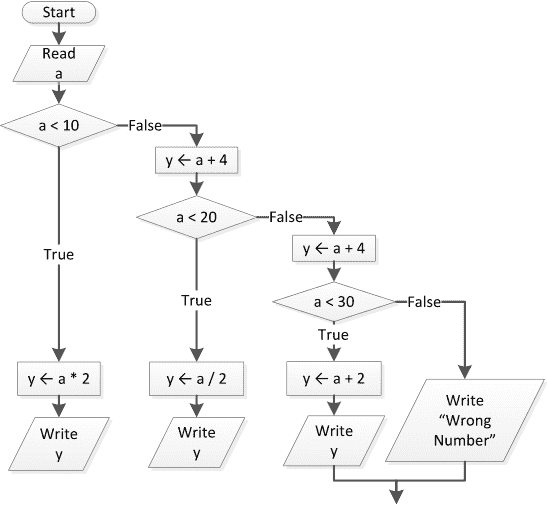 Start
Read
a
a < 10
False
y ← a + 4
a < 20
False
y ← a + 4
True
True
a < 30
False
True
y ← a * 2
y ← a / 2
y ← a + 2
Write
y
Write
y
Write
y
Write
“Wrong
Number”